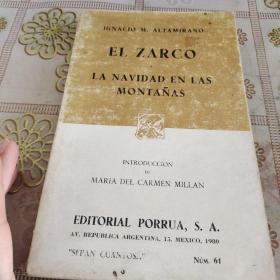 IGNACIO M. ALTAMIRANO
EL ZARCO
LA NAVIDAD EN LAS
MONTAÑAS
INTRODUCCION
DE
MARIA DEL CARMEN MILLAN
EDITORIAL PORRUA, S. A.
AV. REPUBLICA ARGENTINA, 15. MEXICO, 1980
"SEPAN CUANTOS..."
NÚM. 61